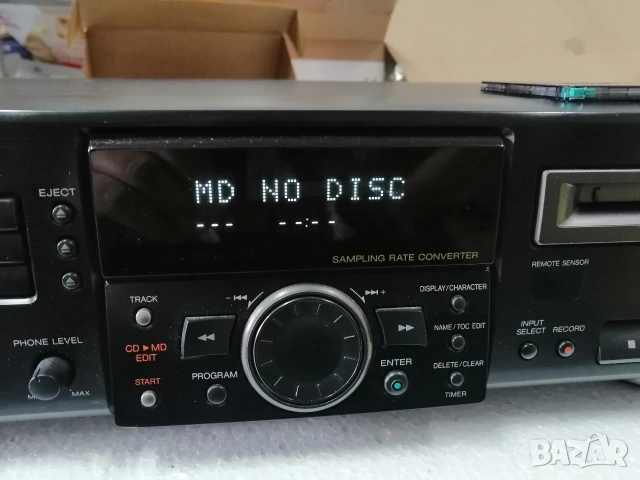 MD NO DISC
--- --:--
SAMPLING RATE CONVERTER
EJECT
REMOTE SENSOR
DISPLAY/CHARACTER
TRACK
NAME/TOC EDIT
INPUT SELECT
RECORD
PHONE LEVEL
CD ▶ MD
EDIT
DELETE/CLEAR
TIMER
START
PROGRAM
ENTER
MAX
BAZAR